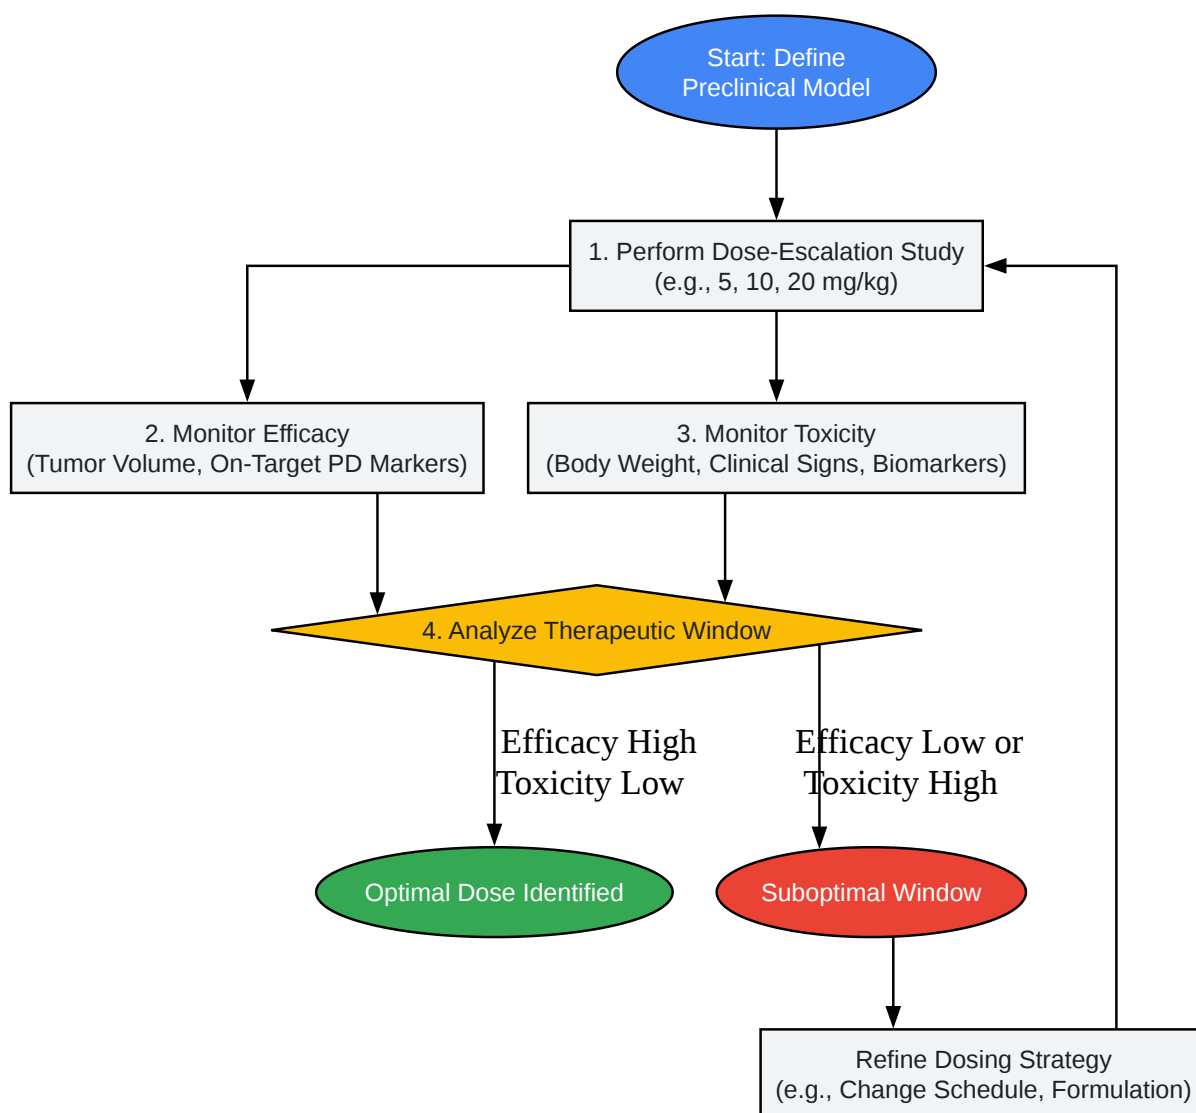 Start: Define
Preclinical Model
1. Perform Dose-Escalation Study
(e.g., 5, 10, 20 mg/kg)
2. Monitor Efficacy
(Tumor Volume, On-Target PD Markers)
3. Monitor Toxicity
(Body Weight, Clinical Signs, Biomarkers)
4. Analyze Therapeutic Window
Efficacy High
Toxicity Low
Efficacy Low or
Toxicity High
Optimal Dose Identified
Suboptimal Window
Refine Dosing Strategy
(e.g., Change Schedule, Formulation)